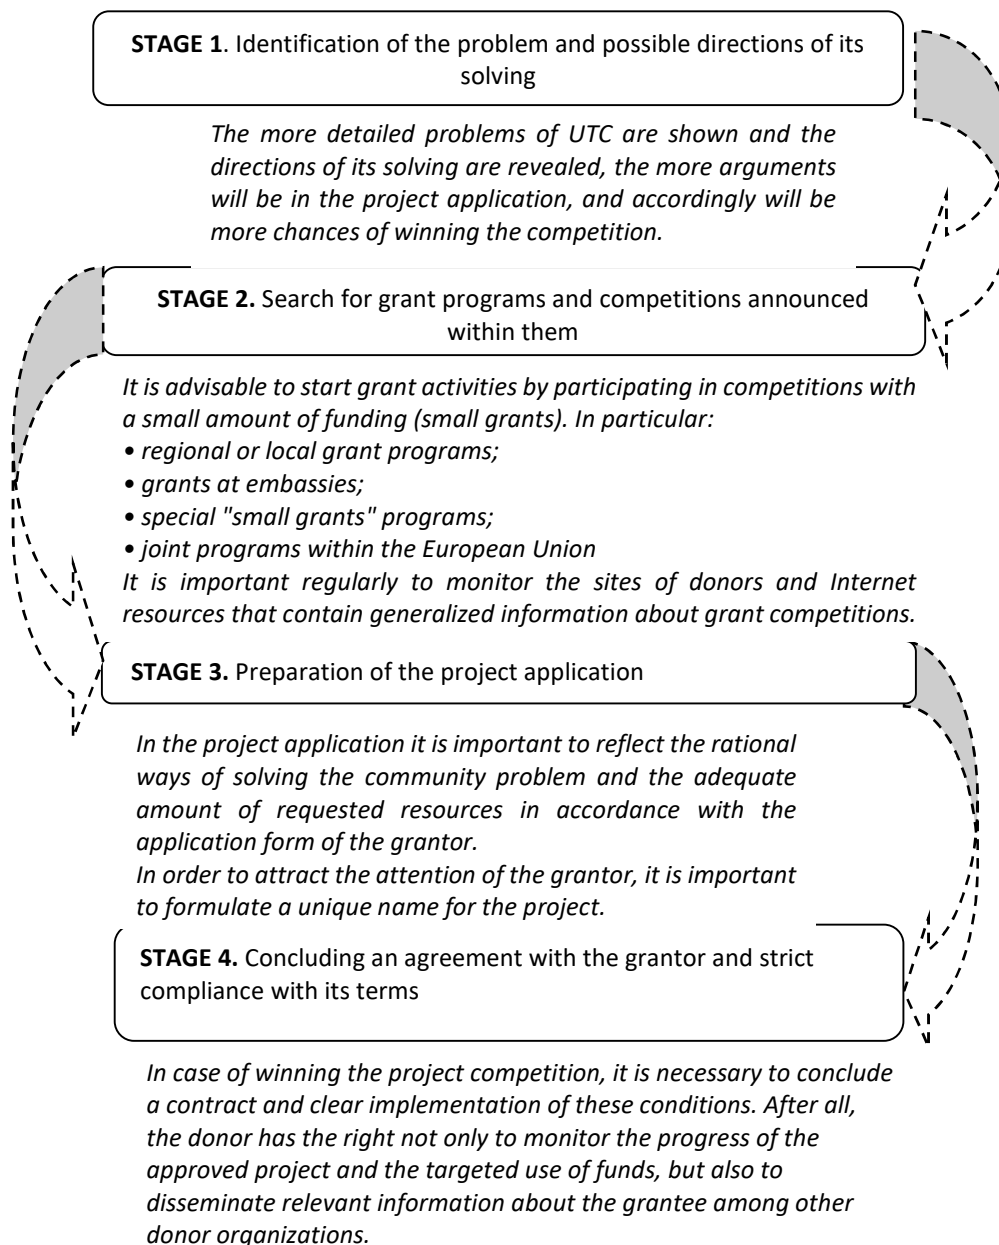 STAGE 1. Identification of the problem and possible directions of its
solving
The more detailed problems of UTC are shown and the
directions of its solving are revealed, the more arguments
will be in the project application, and accordingly will be
more chances of winning the competition.
STAGE 2. Search for grant programs and competitions announced
within them
It is advisable to start grant activities by participating in competitions with
a small amount of funding (small grants). In particular:
• regional or local grant programs;
• grants at embassies;
• special "small grants" programs;
• joint programs within the European Union
It is important regularly to monitor the sites of donors and Internet
resources that contain generalized information about grant competitions.
STAGE 3. Preparation of the project application
In the project application it is important to reflect the rational
ways of solving the community problem and the adequate
amount of requested resources in accordance with the
application form of the grantor.
In order to attract the attention of the grantor, it is important
to formulate a unique name for the project.
STAGE 4. Concluding an agreement with the grantor and strict
compliance with its terms
In case of winning the project competition, it is necessary to conclude
a contract and clear implementation of these conditions. After all,
the donor has the right not only to monitor the progress of the
approved project and the targeted use of funds, but also to
disseminate relevant information about the grantee among other
donor organizations.